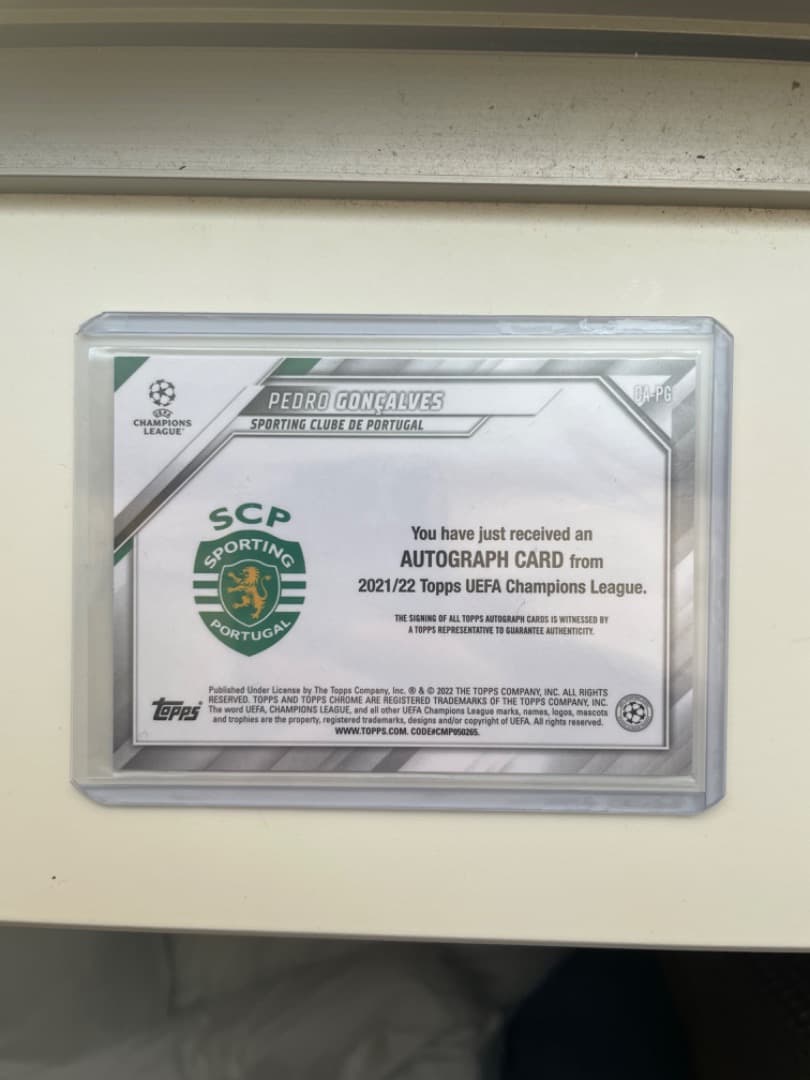 UEFA
CHAMPIONS
LEAGUE®
PEDRO GONÇALVES
SPORTING CLUBE DE PORTUGAL
DA-PG
SCP
SPORTING
PORTUGAL
You have just received an
AUTOGRAPH CARD from
2021/22 Topps UEFA Champions League.
THE SIGNING OF ALL TOPPS AUTOGRAPH CARDS IS WITNESSED BY
A TOPPS REPRESENTATIVE TO GUARANTEE AUTHENTICITY.
topps®
Published Under License by The Topps Company, Inc. ® & © 2022 THE TOPPS COMPANY, INC. ALL RIGHTS
RESERVED. TOPPS AND TOPPS CHROME ARE REGISTERED TRADEMARKS OF THE TOPPS COMPANY, INC.
The word UEFA, CHAMPIONS LEAGUE, and all other UEFA Champions League marks, names, logos, mascots
and trophies are the property, registered trademarks, designs and/or copyright of UEFA. All rights reserved.
WWW.TOPPS.COM. CODE#CMP050265.